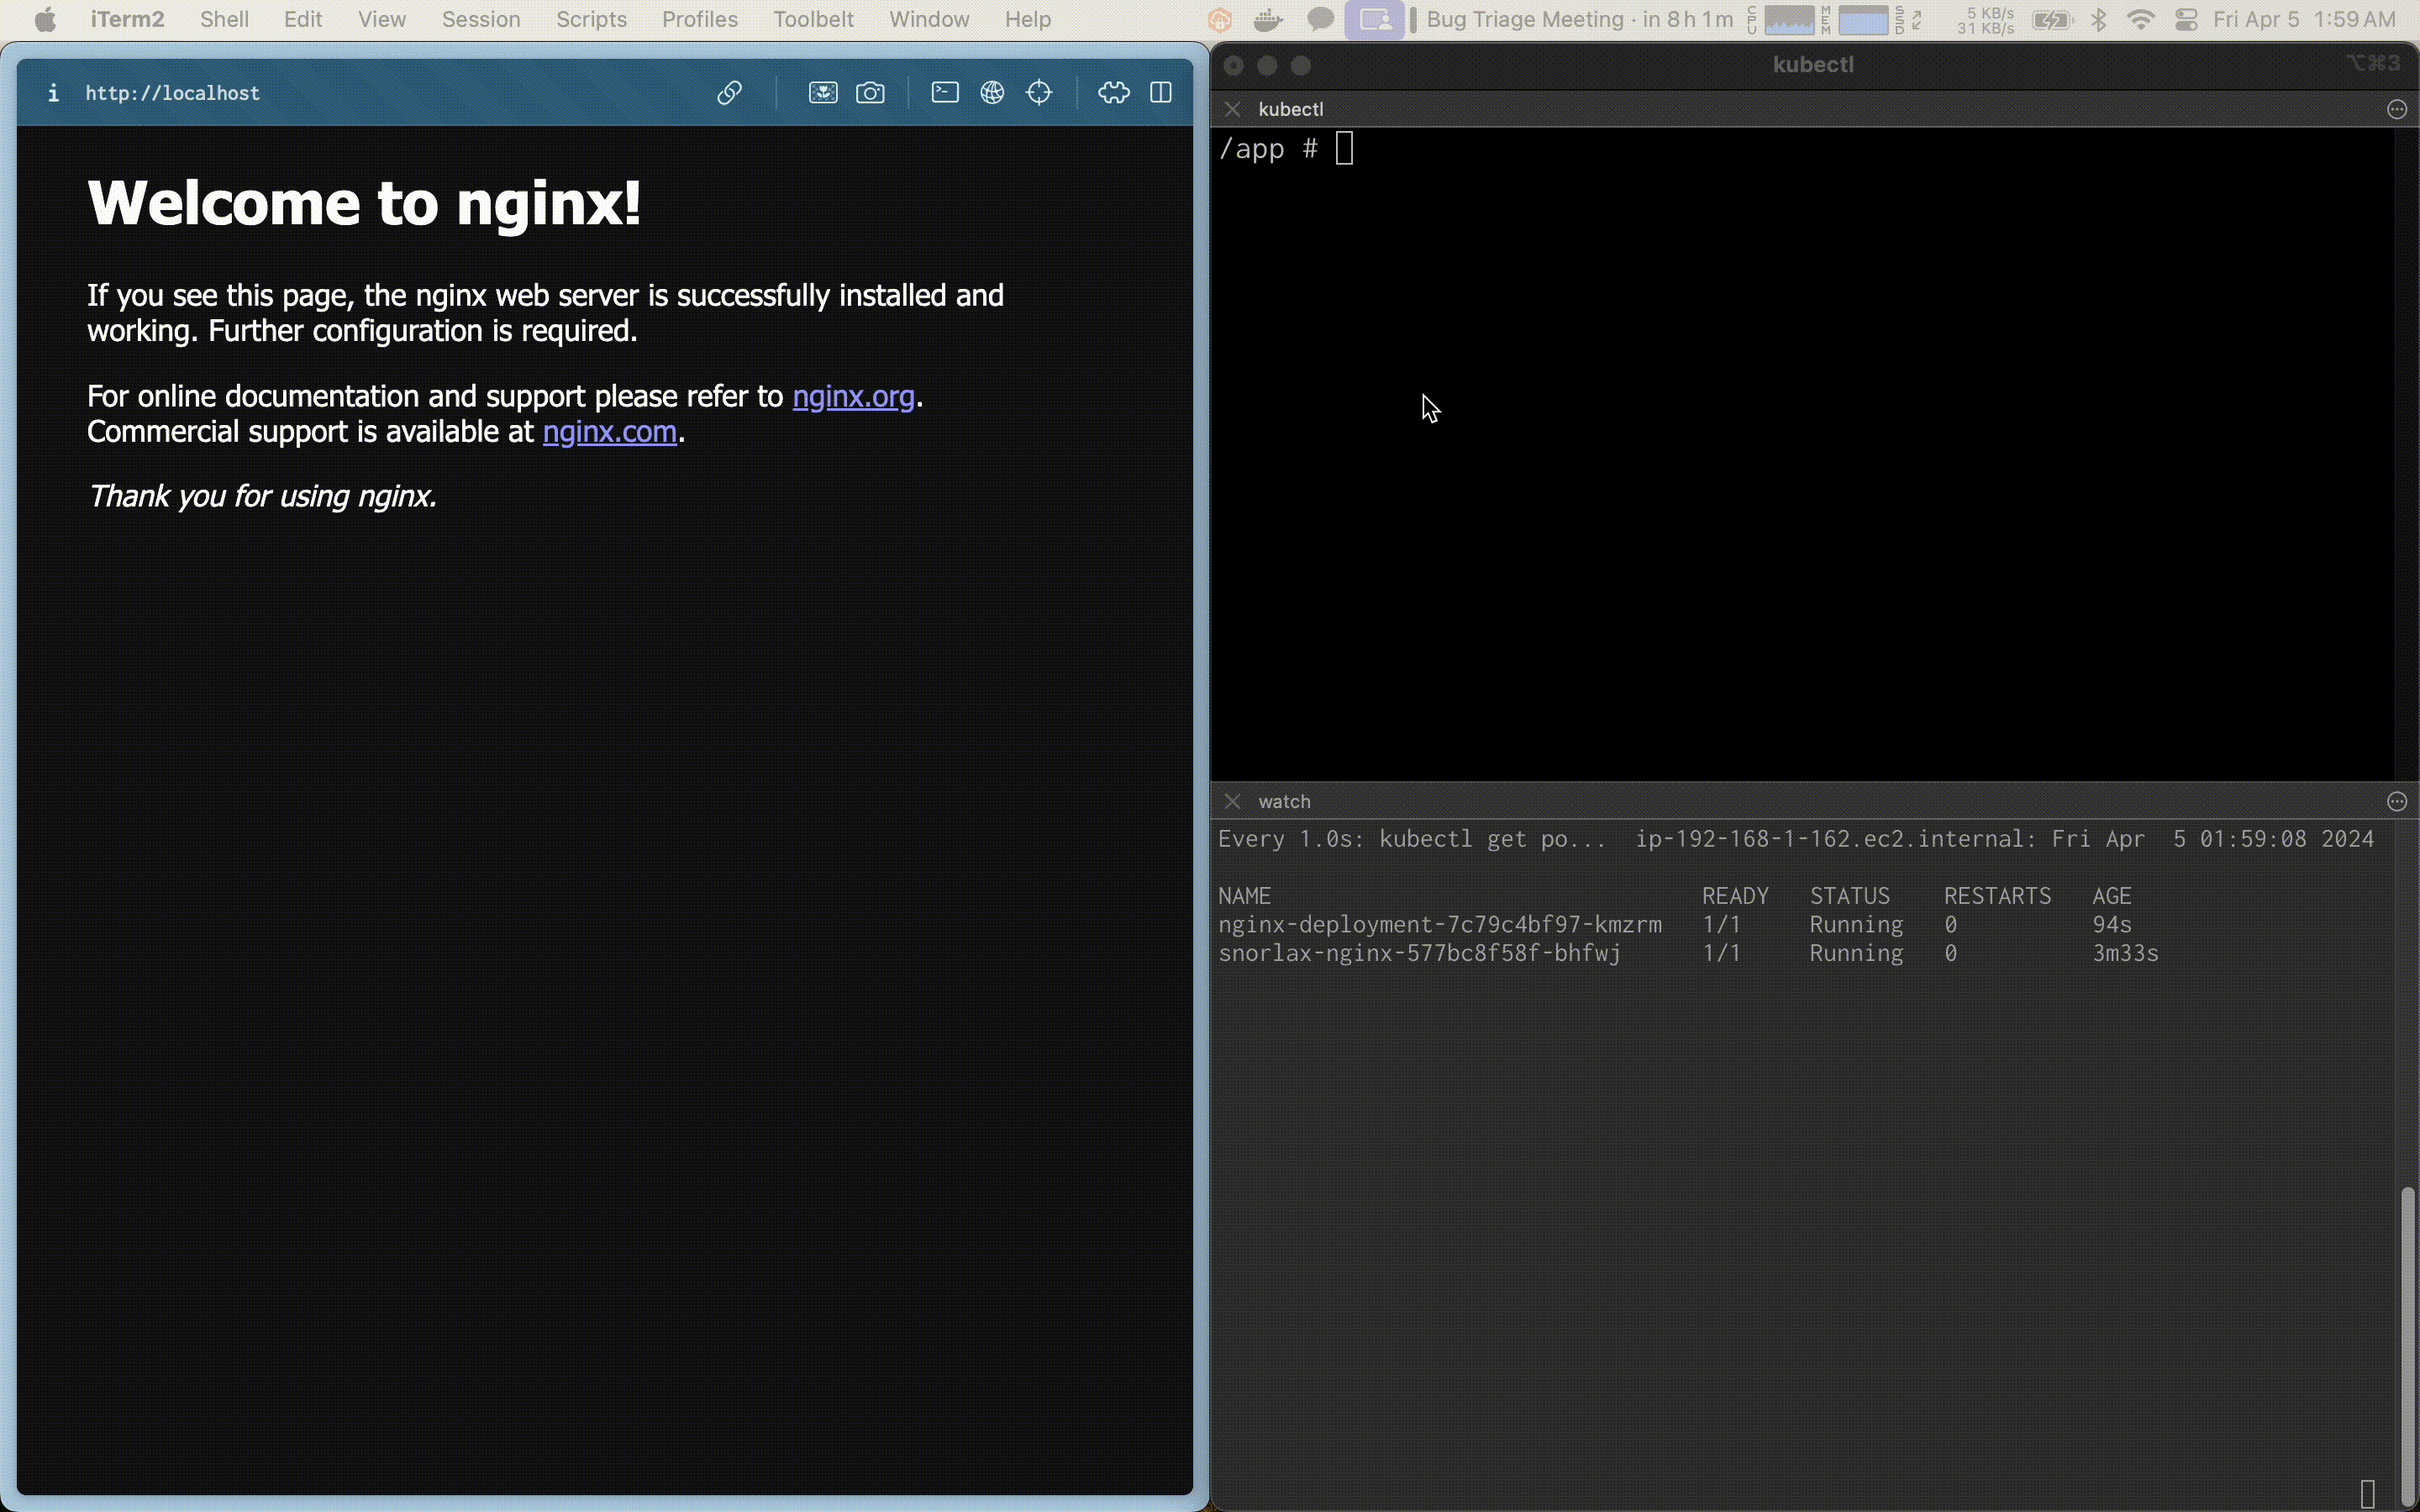 iTerm2 Shell Edit View Session Scripts Profiles Toolbelt Window Help Bug Triage Meeting · in 8h 1m CPU MEM SSD 5 KB/s 31 KB/s Fri Apr 5 1:59 AM
i http://localhost
Welcome to nginx!
If you see this page, the nginx web server is successfully installed and
working. Further configuration is required.
For online documentation and support please refer to nginx.org.
Commercial support is available at nginx.com.
Thank you for using nginx.
kubectl ⌥⌘3
kubectl
/app #
watch
Every 1.0s: kubectl get po... ip-192-168-1-162.ec2.internal: Fri Apr 5 01:59:08 2024
NAME READY STATUS RESTARTS AGE
nginx-deployment-7c79c4bf97-kmzrm 1/1 Running 0 94s
snorlax-nginx-577bc8f58f-bhfwj 1/1 Running 0 3m33s